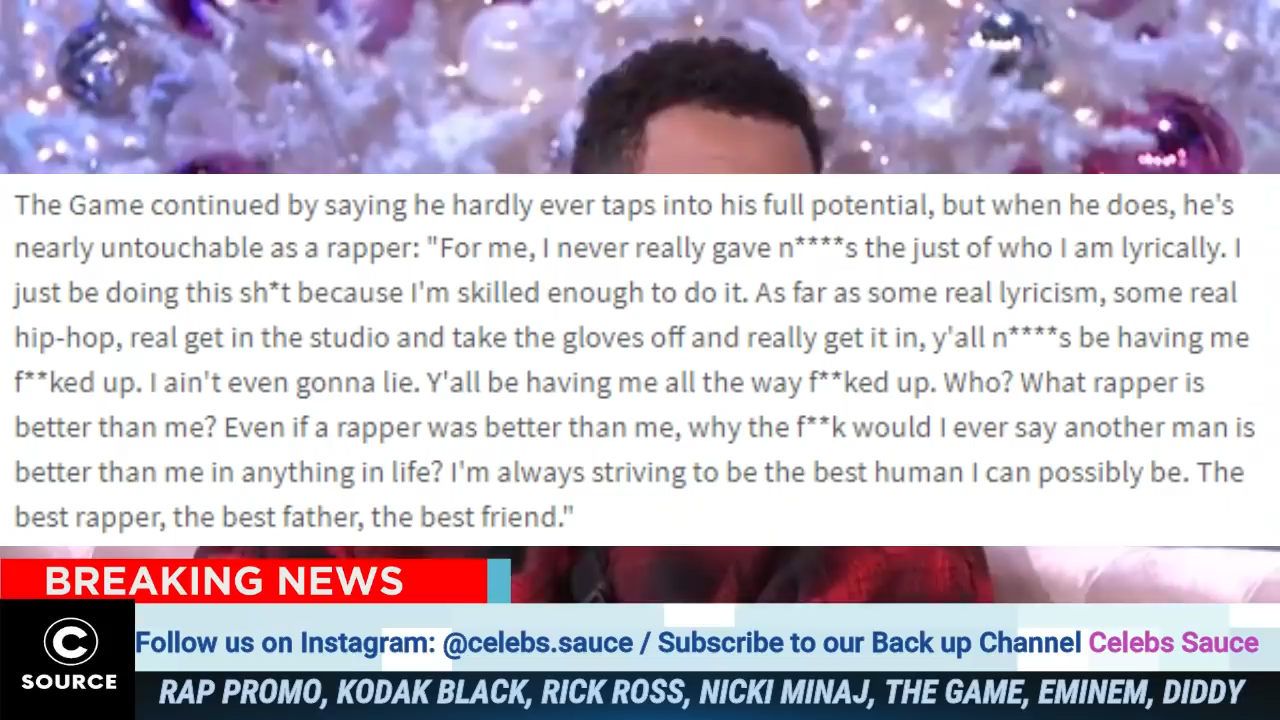 The Game continued by saying he hardly ever taps into his full potential, but when he does, he's
nearly untouchable as a rapper: "For me, I never really gave n****s the just of who I am lyrically. I
just be doing this sh*t because I'm skilled enough to do it. As far as some real lyricism, some real
hip-hop, real get in the studio and take the gloves off and really get it in, y'all n****s be having me
f**ked up. I ain't even gonna lie. Y'all be having me all the way f**ked up. Who? What rapper is
better than me? Even if a rapper was better than me, why the f**k would I ever say another man is
better than me in anything in life? I'm always striving to be the best human I can possibly be. The
best rapper, the best father, the best friend."
BREAKING NEWS
C
SOURCE
Follow us on Instagram: @celebs.sauce / Subscribe to our Back up Channel Celebs Sauce
RAP PROMO, KODAK BLACK, RICK ROSS, NICKI MINAJ, THE GAME, EMINEM, DIDDY